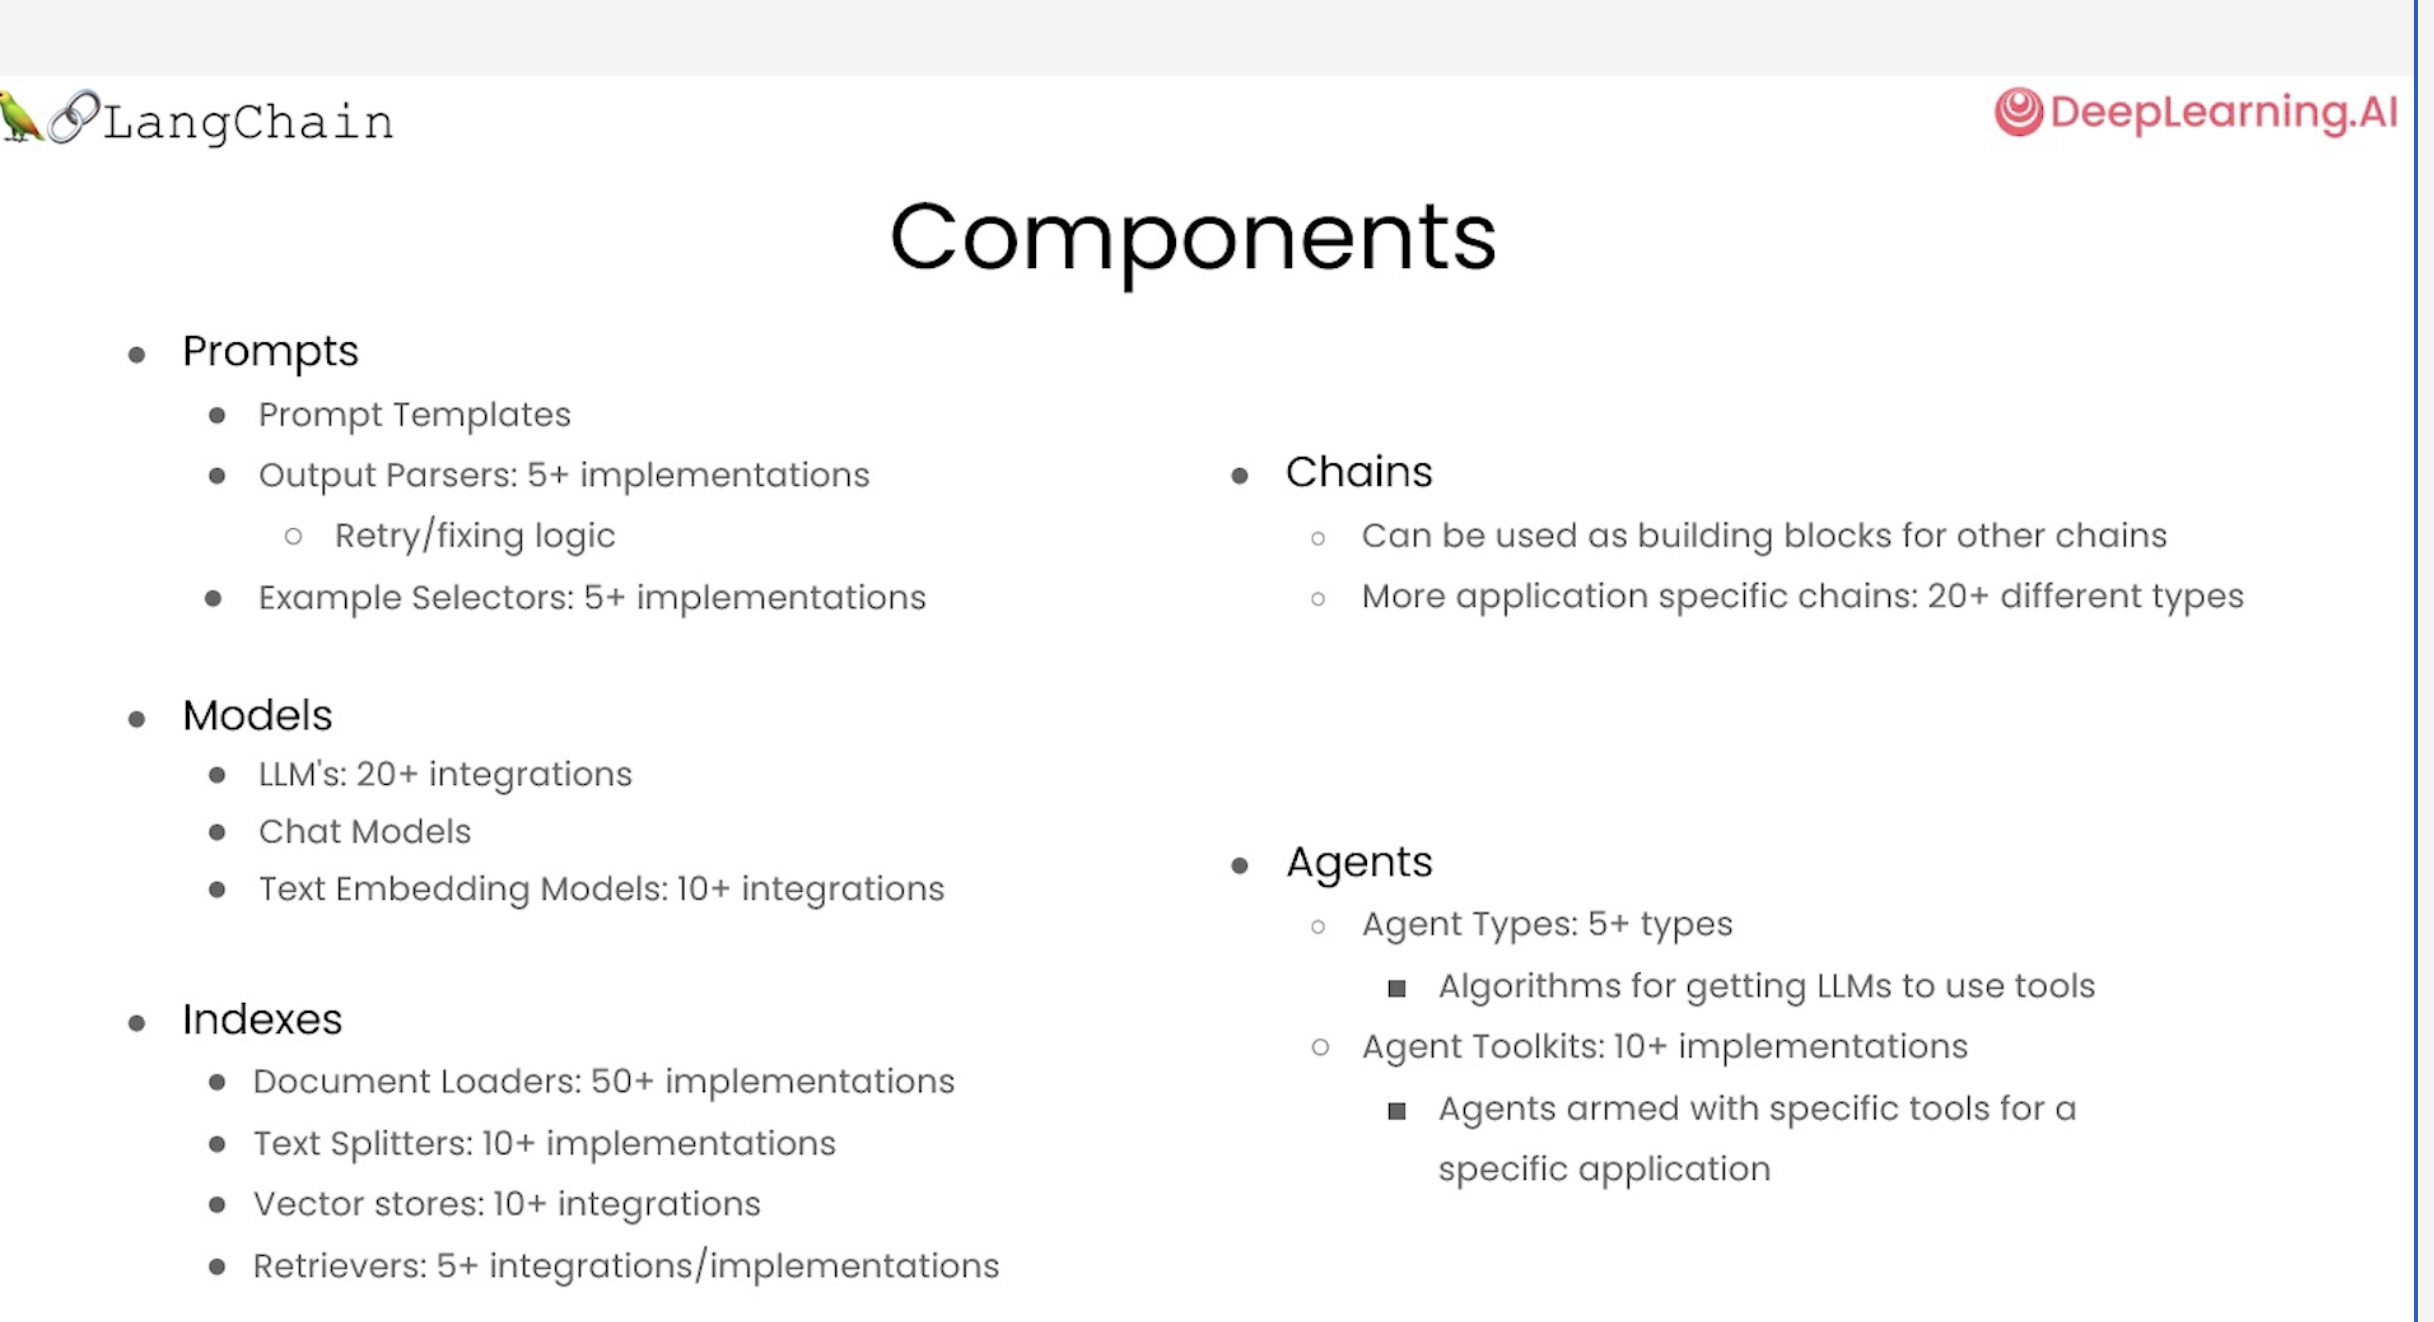 LangChain
DeepLearning.AI
Components
Prompts
Prompt Templates
Output Parsers: 5+ implementations
Retry/fixing logic
Example Selectors: 5+ implementations
Models
LLM's: 20+ integrations
Chat Models
Text Embedding Models: 10+ integrations
Indexes
Document Loaders: 50+ implementations
Text Splitters: 10+ implementations
Vector stores: 10+ integrations
Retrievers: 5+ integrations/implementations
Chains
Can be used as building blocks for other chains
More application specific chains: 20+ different types
Agents
Agent Types: 5+ types
Algorithms for getting LLMs to use tools
Agent Toolkits: 10+ implementations
Agents armed with specific tools for a
specific application